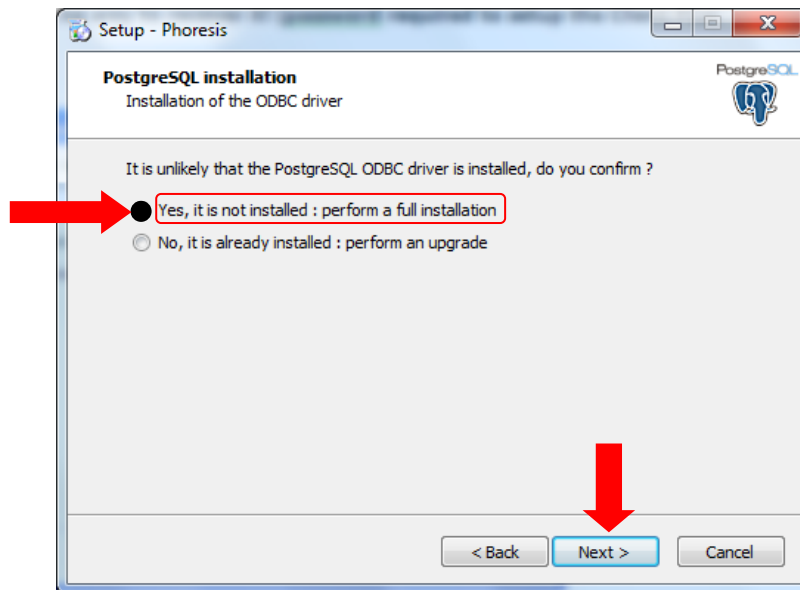 Setup - Phoresis
PostgreSQL installation
Installation of the ODBC driver
PostgreSQL
It is unlikely that the PostgreSQL ODBC driver is installed, do you confirm ?
Yes, it is not installed : perform a full installation
No, it is already installed : perform an upgrade
< Back
Next >
Cancel